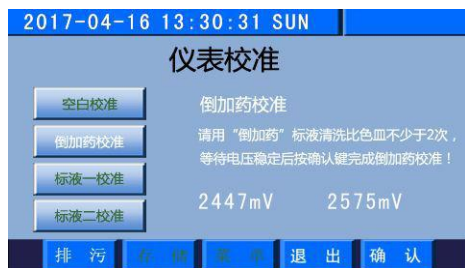 2017-04-16 13:30:31 SUN
仪表校准
空白校准
倒加药校准
标液一校准
标液二校准
倒加药校准
请用“倒加药”标液清洗比色皿不少于2次，
等待电压稳定后按确认键完成倒加药校准！
2447mV 2575mV
排 污 存 储 菜 单 退 出 确 认